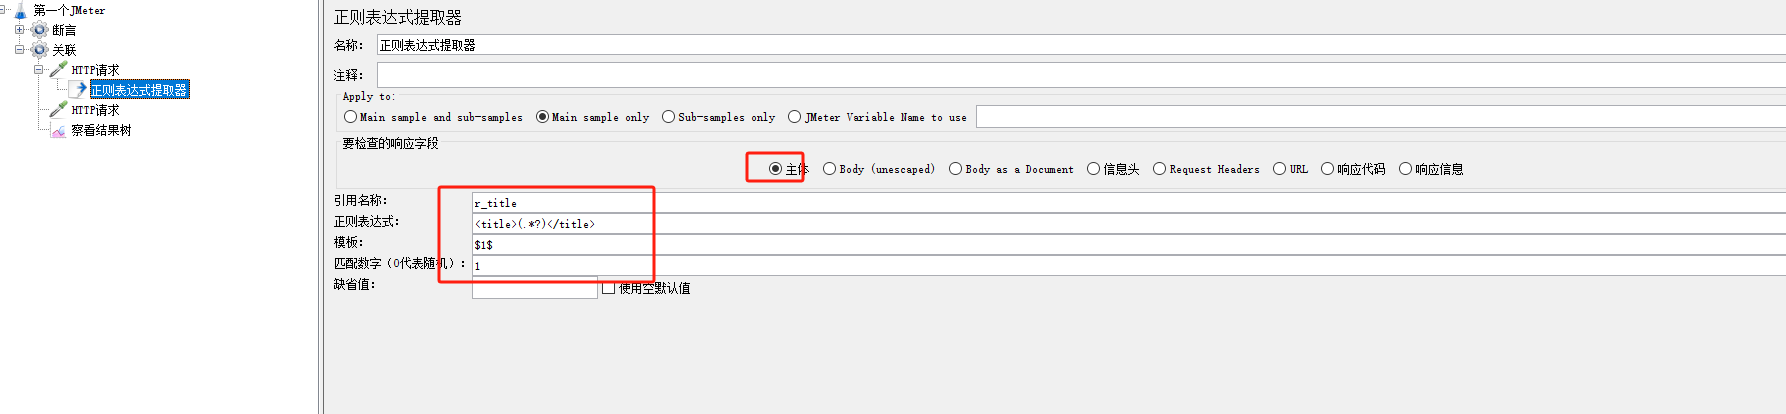 第一个JMeter
断言
关联
HTTP请求
正则表达式提取器
HTTP请求
察看结果树
正则表达式提取器
名称： 正则表达式提取器
注释：
Apply to:
Main sample and sub-samples Main sample only Sub-samples only JMeter Variable Name to use
要检查的响应字段
主体 Body (unescaped) Body as a Document 信息头 Request Headers URL 响应代码 响应信息
引用名称： r_title
正则表达式： <title>(.*?)</title>
模板： $1$
匹配数字（0代表随机）： 1
缺省值： 使用空默认值